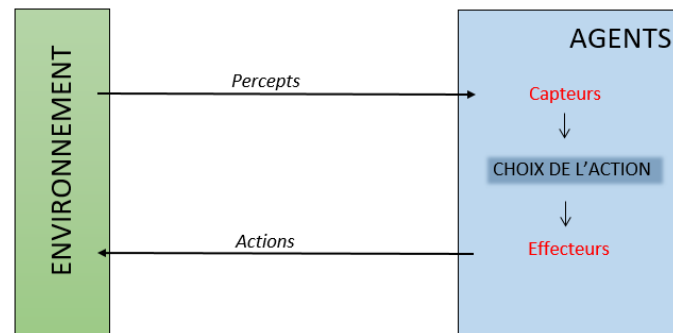 ENVIRONNEMENT
AGENTS
Percepts
Capteurs
CHOIX DE L’ACTION
Actions
Effecteurs